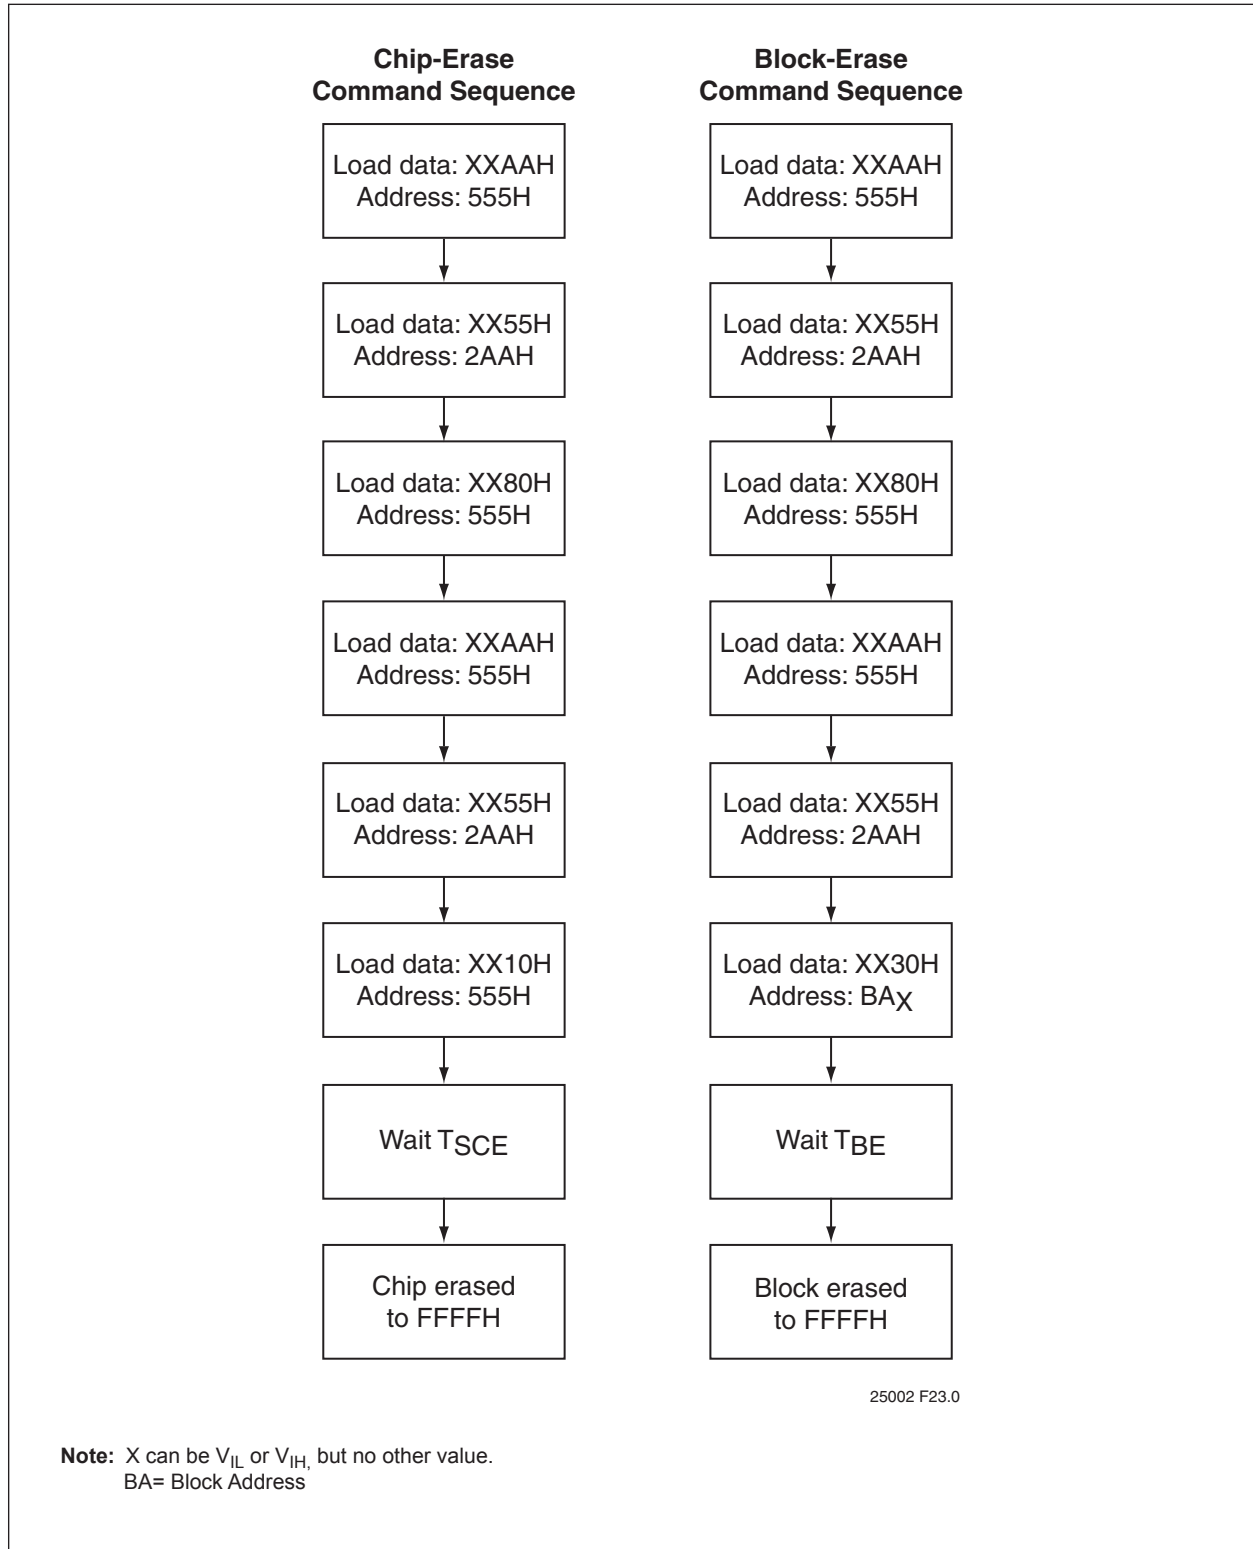 Chip-Erase
Command Sequence
Load data: XXAAH
Address: 555H
Load data: XX55H
Address: 2AAH
Load data: XX80H
Address: 555H
Load data: XXAAH
Address: 555H
Load data: XX55H
Address: 2AAH
Load data: XX10H
Address: 555H
Wait TSCE
Chip erased
to FFFFH
Block-Erase
Command Sequence
Load data: XXAAH
Address: 555H
Load data: XX55H
Address: 2AAH
Load data: XX80H
Address: 555H
Load data: XXAAH
Address: 555H
Load data: XX55H
Address: 2AAH
Load data: XX30H
Address: BAX
Wait TBE
Block erased
to FFFFH
25002 F23.0
Note: X can be VIL or VIH, but no other value.
BA= Block Address